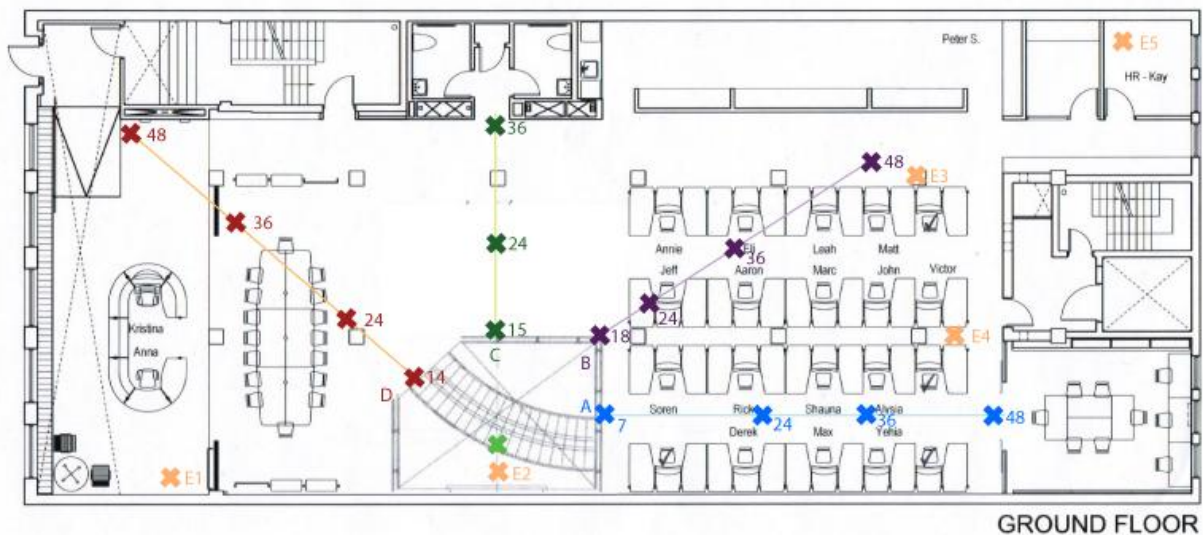 Peter S.
E5
HR - Kay
36
48
48
E3
36
24
Annie
Eli
Leah
Matt
36
Jeff
Aaron
Marc
John
Victor
24
24
Kristina
Anna
15
C
18
B
E4
14
D
A
7
Soren
Rick
Shauna
Alysia
24
36
48
Derek
Max
Yehia
E1
E2
GROUND FLOOR